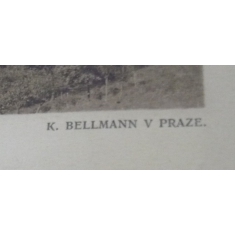 K. BELLMANN V PRAZE.